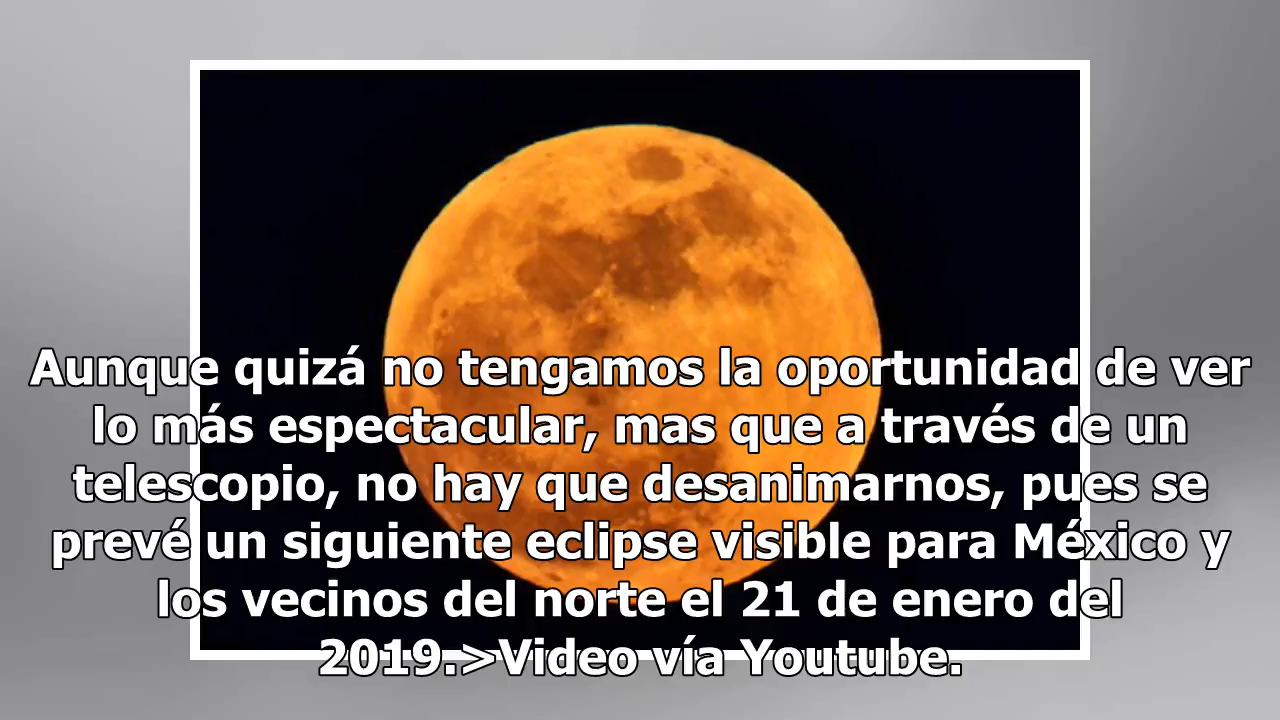 Aunque quizá no tengamos la oportunidad de ver
lo más espectacular, mas que a través de un
telescopio, no hay que desanimarnos, pues se
prevé un siguiente eclipse visible para México y
los vecinos del norte el 21 de enero del
2019.>Video vía Youtube.